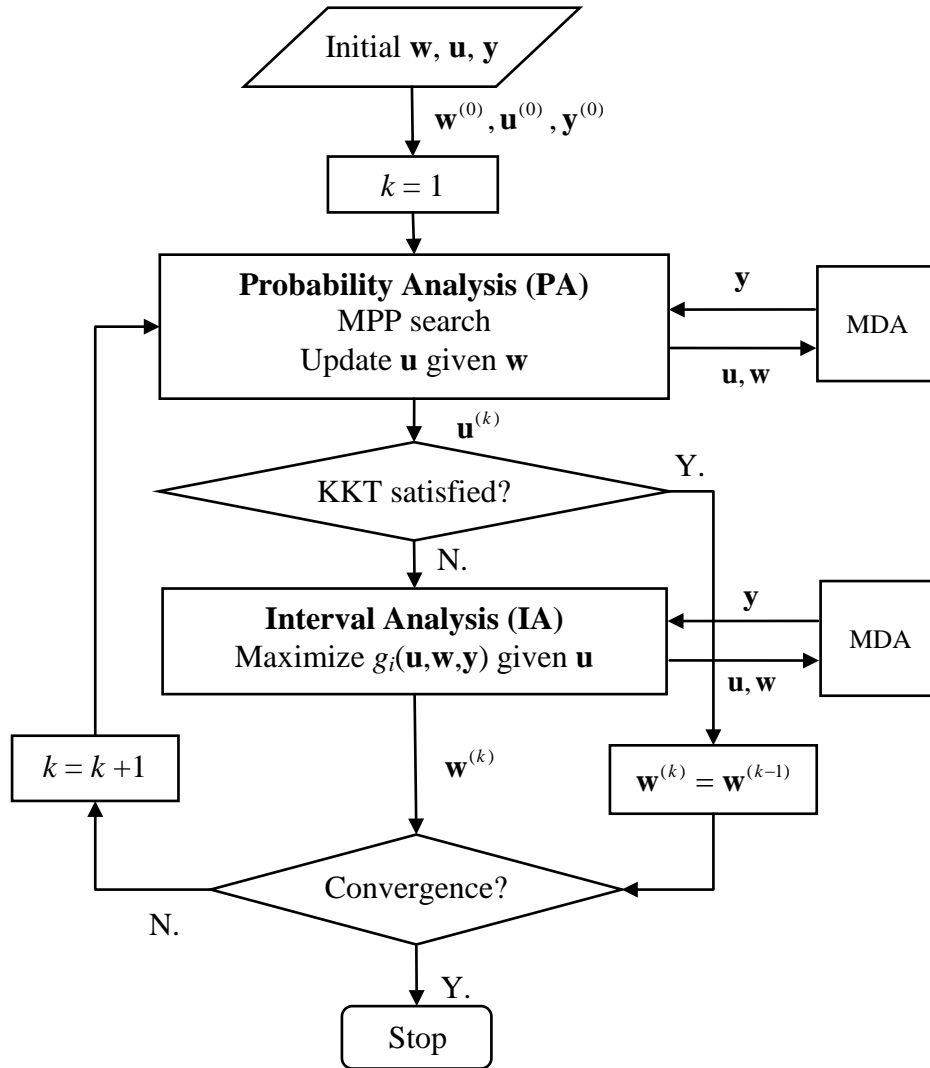 Initial w, u, y
w^(0), u^(0), y^(0)
k = 1
Probability Analysis (PA)
MPP search
Update u given w
y
MDA
u, w
u^(k)
Y.
KKT satisfied?
N.
Interval Analysis (IA)
Maximize g_i(u,w,y) given u
y
MDA
u, w
k = k +1
w^(k)
w^(k) = w^(k−1)
Convergence?
N.
Y.
Stop